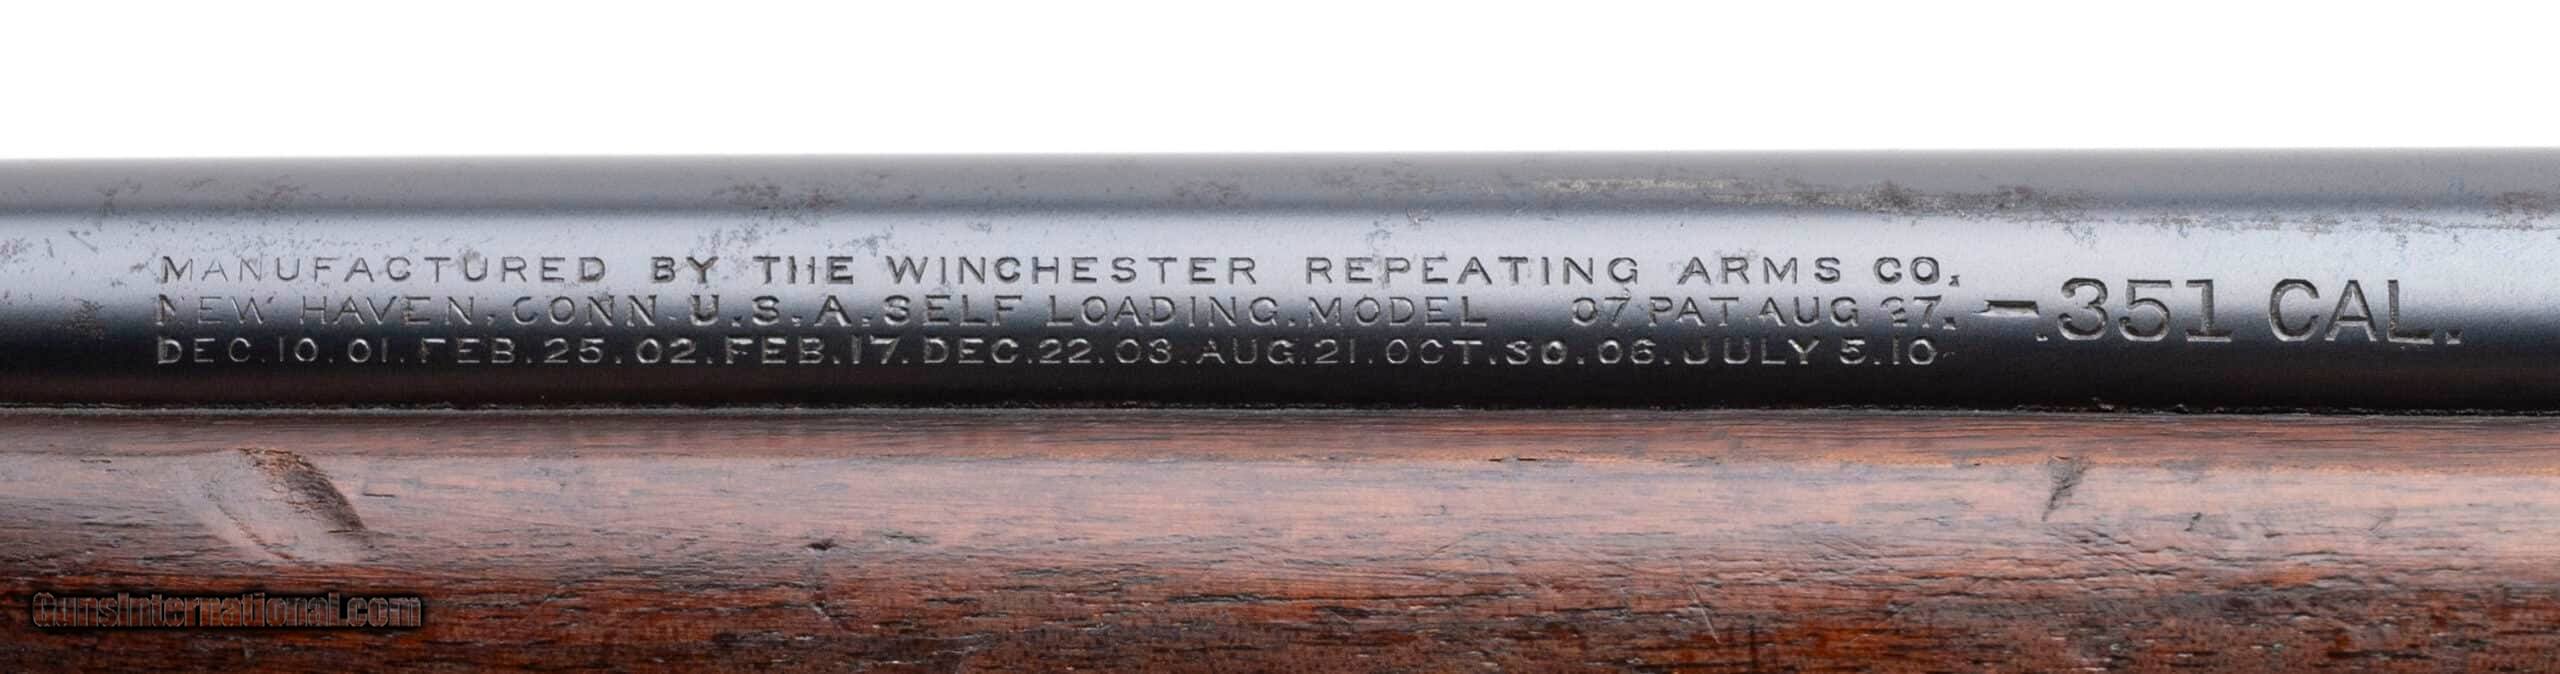 MANUFACTURED BY THE WINCHESTER REPEATING ARMS CO.
NEW HAVEN, CONN. U.S.A. SELF LOADING. MODEL 07 PAT. AUG 27. -.351 CAL.
DEC. 10. 01. FEB. 25. 02. FEB. 17. DEC. 22. 03. AUG. 21. OCT. 30. 06. JULY 5. 10
GunsInternational.com